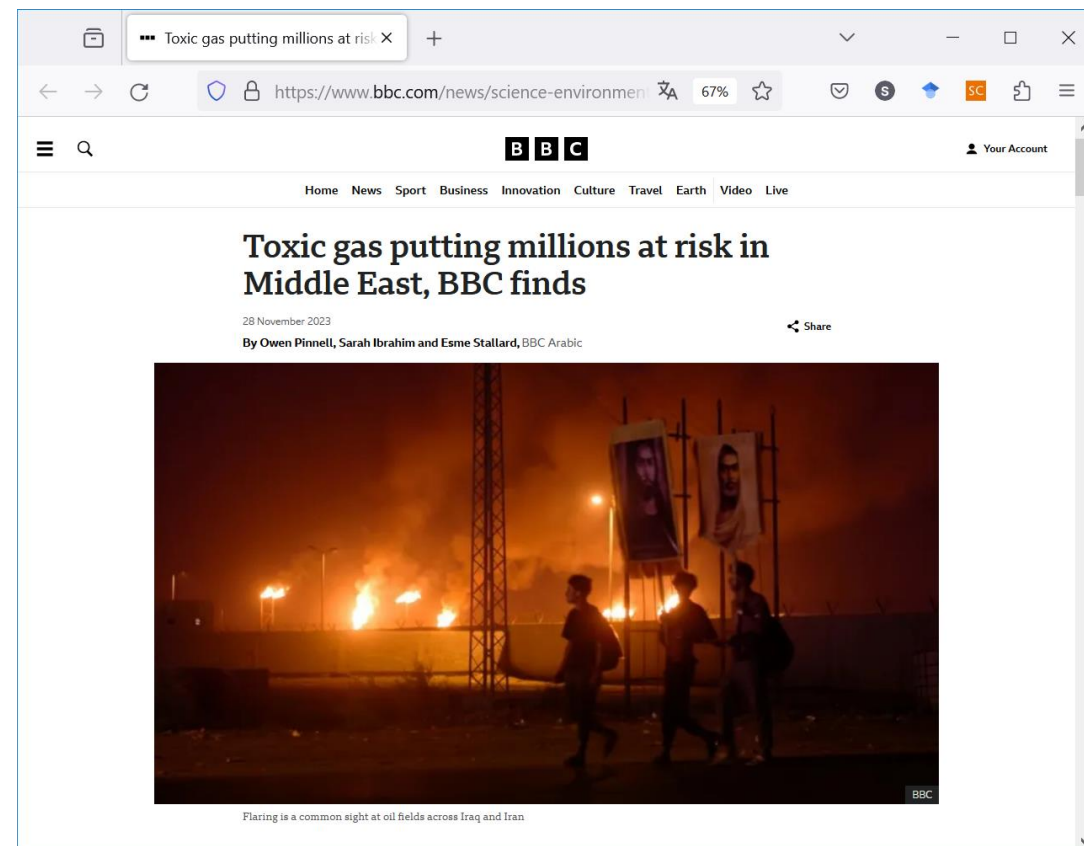 Toxic gas putting millions at risk
https://www.bbc.com/news/science-environmen
67%
S
SC
BBC
Your Account
Home News Sport Business Innovation Culture Travel Earth Video Live
Toxic gas putting millions at risk in
Middle East, BBC finds
28 November 2023
Share
By Owen Pinnell, Sarah Ibrahim and Esme Stallard, BBC Arabic
BBC
Flaring is a common sight at oil fields across Iraq and Iran